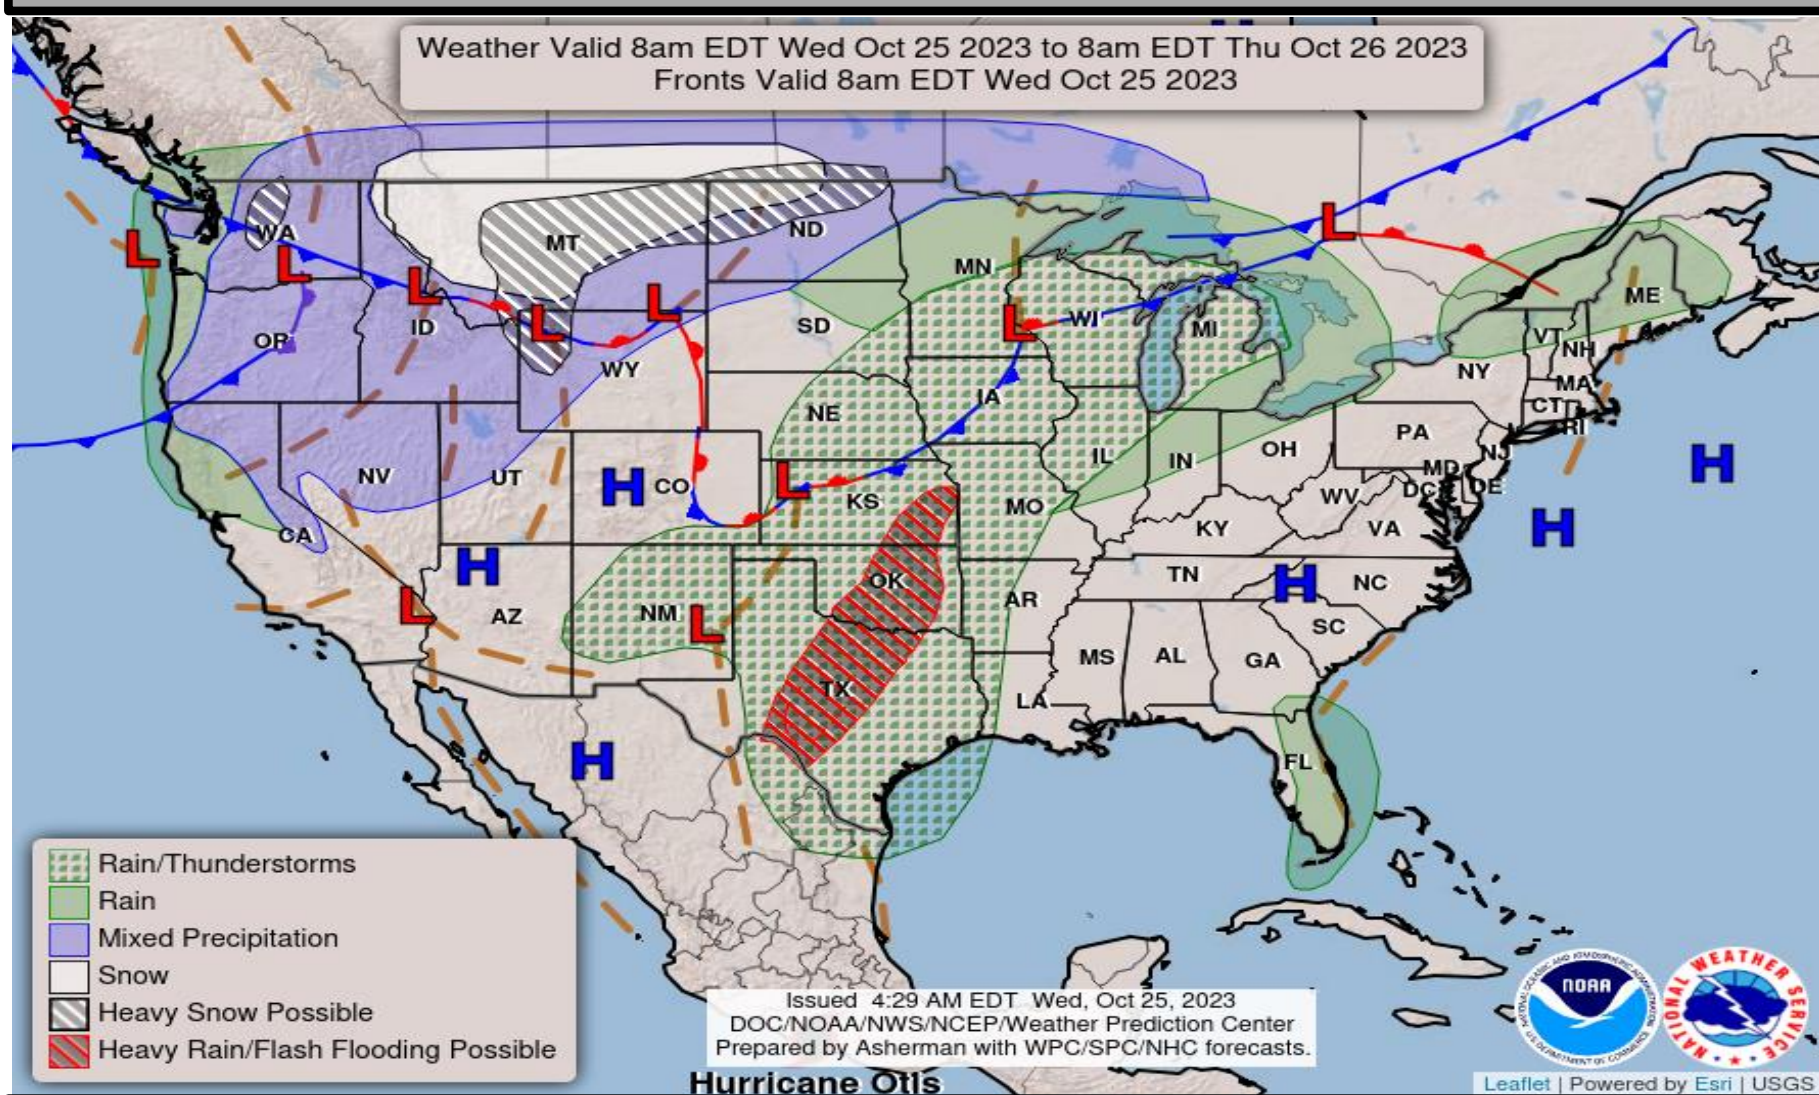 Weather Valid 8am EDT Wed Oct 25 2023 to 8am EDT Thu Oct 26 2023
Fronts Valid 8am EDT Wed Oct 25 2023
WA
MT
ND
MN
ME
L
L
L
L
L
L
L
OR
ID
WY
SD
WI
MI
VT
NH
NY
MA
CT
RI
NE
IA
PA
NJ
H
NV
UT
H
CO
L
KS
IL
IN
OH
MD
DC
DE
WV
H
CA
MO
KY
VA
H
AZ
L
NM
L
OK
AR
TN
H
NC
SC
TX
MS
AL
GA
LA
H
FL
Rain/Thunderstorms
Rain
Mixed Precipitation
Snow
Heavy Snow Possible
Heavy Rain/Flash Flooding Possible
Issued 4:29 AM EDT Wed, Oct 25, 2023
DOC/NOAA/NWS/NCEP/Weather Prediction Center
Prepared by Asherman with WPC/SPC/NHC forecasts.
Hurricane Otis
NOAA
NATIONAL WEATHER SERVICE
Leaflet | Powered by Esri | USGS